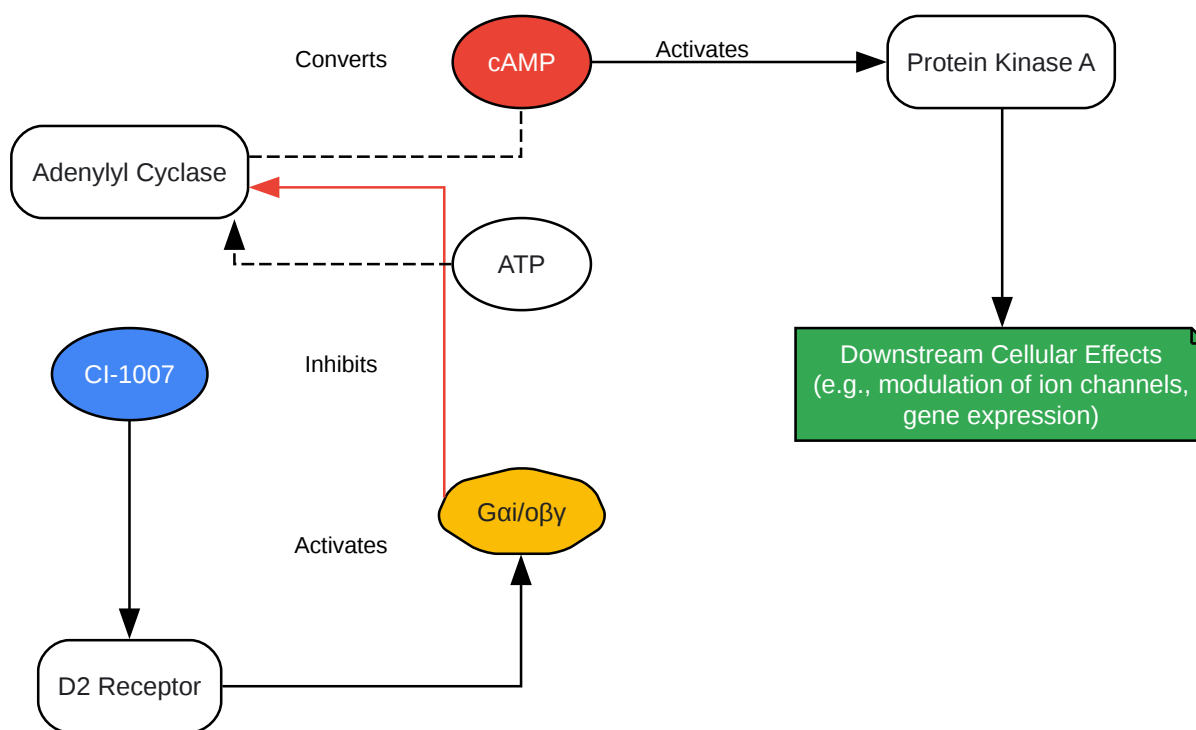 Converts
cAMP
Activates
Protein Kinase A
Adenylyl Cyclase
ATP
CI-1007
Inhibits
Downstream Cellular Effects
(e.g., modulation of ion channels,
gene expression)
Gαi/oβγ
Activates
D2 Receptor